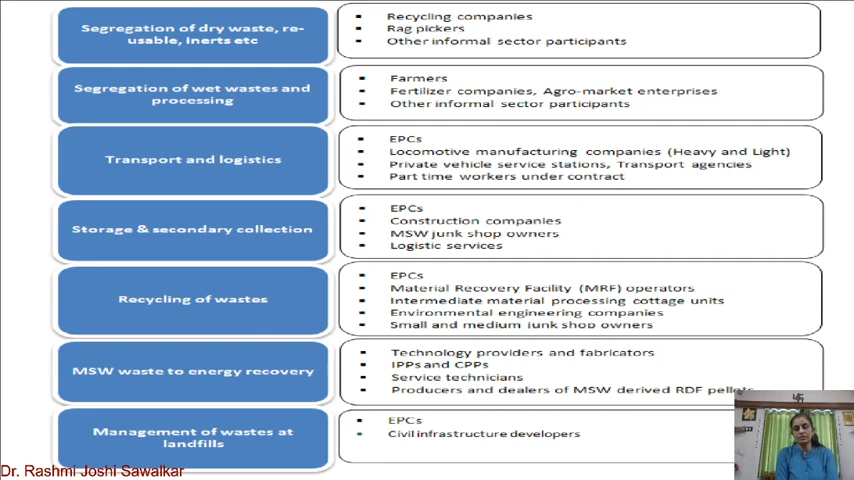 Segregation of dry waste, re-
usable, inerts etc
Recycling companies
Rag pickers
Other informal sector participants
Segregation of wet wastes and
processing
Farmers
Fertilizer companies, Agro-market enterprises
Other informal sector participants
Transport and logistics
EPCs
Locomotive manufacturing companies (Heavy and Light)
Private vehicle service stations, Transport agencies
Part time workers under contract
Storage & secondary collection
EPCs
Construction companies
MSW junk shop owners
Logistic services
Recycling of wastes
EPCs
Material Recovery Facility (MRF) operators
Intermediate material processing cottage units
Environmental engineering companies
Small and medium junk shop owners
MSW waste to energy recovery
Technology providers and fabricators
IPPs and CPPs
Service technicians
Producers and dealers of MSW derived RDF pellets
Management of wastes at
landfills
EPCs
Civil infrastructure developers
Dr. Rashmi Joshi Sawalkar